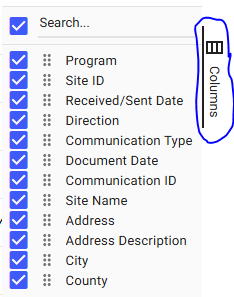 Search...
Columns
Program
Site ID
Received/Sent Date
Direction
Communication Type
Document Date
Communication ID
Site Name
Address
Address Description
City
County